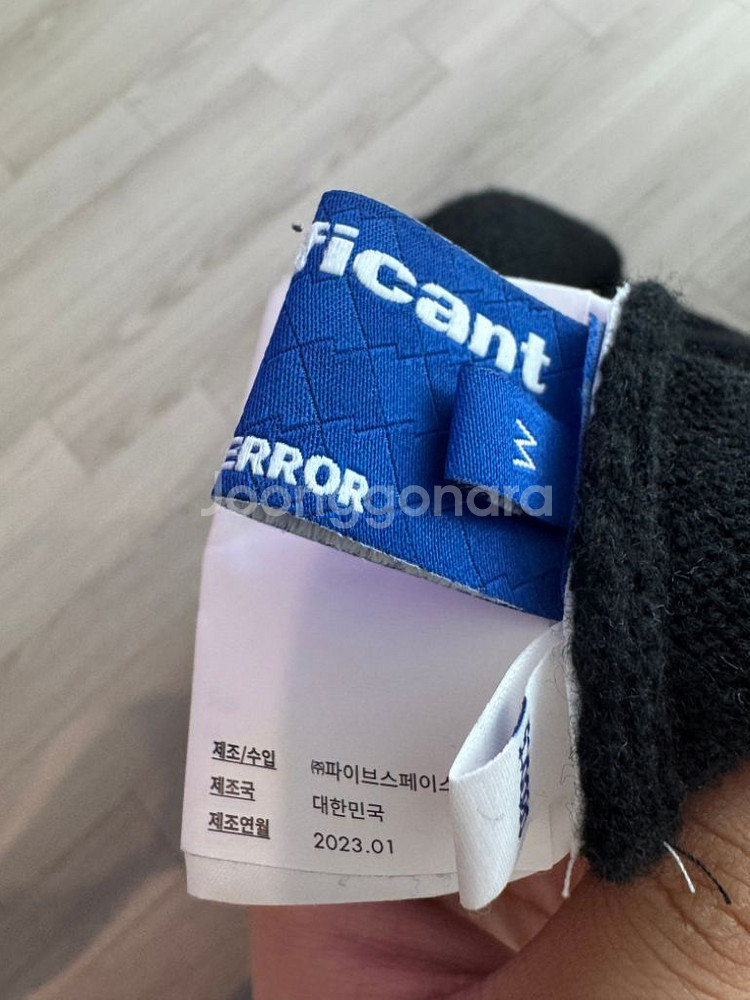 ficant
M
ERROR
Joonggonara
제조/수입 ㈜파이브스페이스
제조국 대한민국
제조연월 2023.01